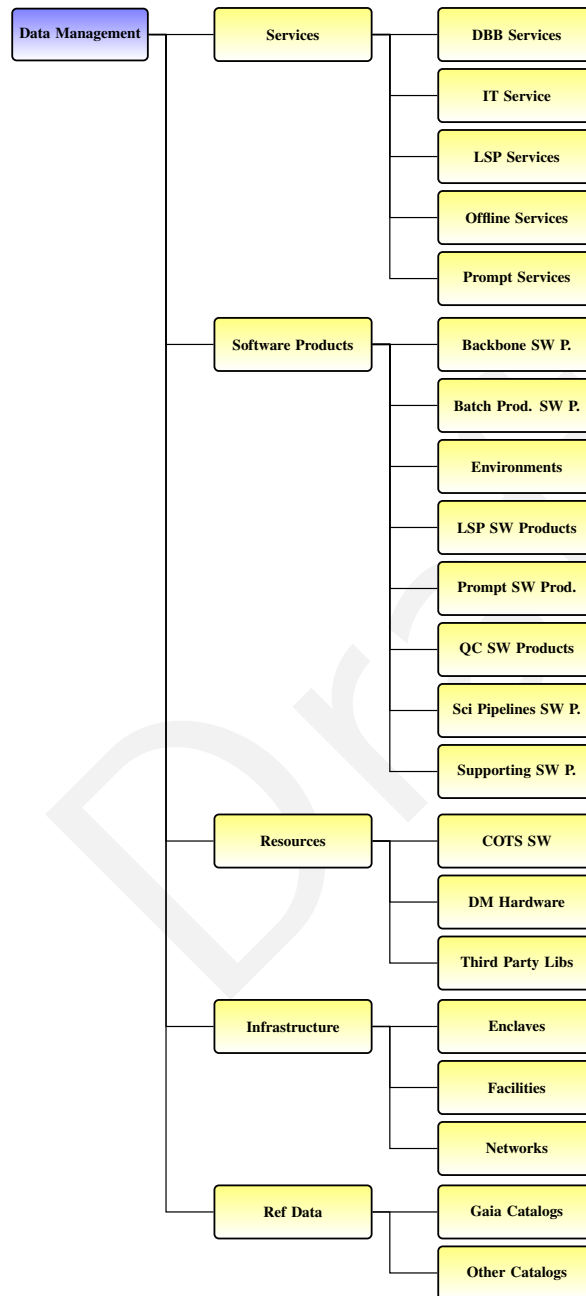 Data Management
Services
DBB Services
IT Service
LSP Services
Offline Services
Prompt Services
Software Products
Backbone SW P.
Batch Prod. SW P.
Environments
LSP SW Products
Prompt SW Prod.
QC SW Products
Sci Pipelines SW P.
Supporting SW P.
Resources
COTS SW
DM Hardware
Third Party Libs
Infrastructure
Enclaves
Facilities
Networks
Ref Data
Gaia Catalogs
Other Catalogs